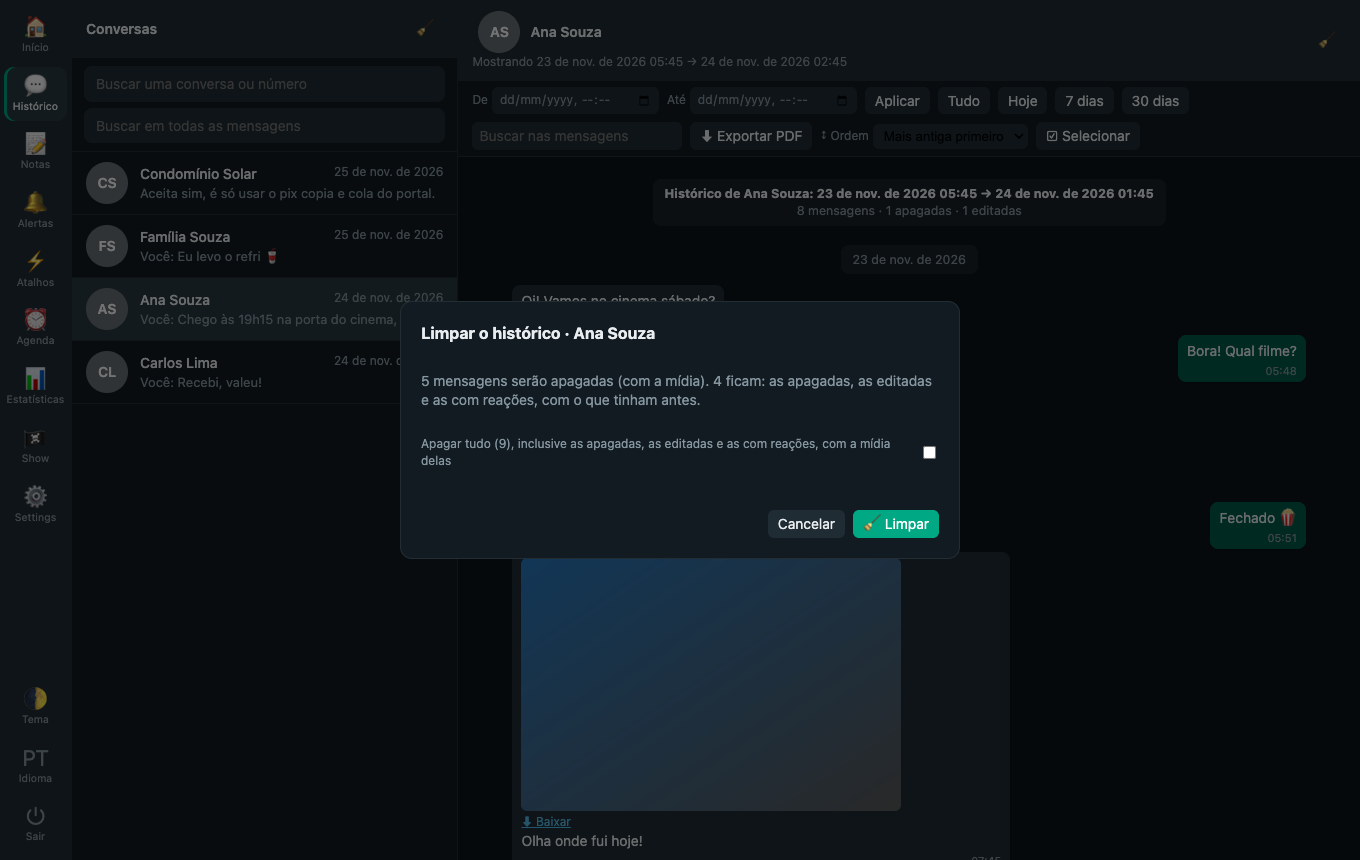 Início
Histórico
Notas
Alertas
Atalhos
Agenda
Estatísticas
Show
Settings
Tema
PT
Idioma
Sair
Conversas
Buscar uma conversa ou número
Buscar em todas as mensagens
CS
Condomínio Solar
25 de nov. de 2026
Aceita sim, é só usar o pix copia e cola do portal.
FS
Família Souza
25 de nov. de 2026
Você: Eu levo o refri 🥤
AS
Ana Souza
24 de nov. de 2026
Você: Chego às 19h15 na porta do cinema,
CL
Carlos Lima
24 de nov. de
Você: Recebi, valeu!
AS
Ana Souza
Mostrando 23 de nov. de 2026 05:45 → 24 de nov. de 2026 02:45
De dd/mm/yyyy, --:-- Até dd/mm/yyyy, --:-- Aplicar Tudo Hoje 7 dias 30 dias
Buscar nas mensagens ⬇ Exportar PDF ↕ Ordem Mais antiga primeiro ☑ Selecionar
Histórico de Ana Souza: 23 de nov. de 2026 05:45 → 24 de nov. de 2026 01:45
8 mensagens · 1 apagadas · 1 editadas
23 de nov. de 2026
Oi! Vamos no cinema sábado?
Bora! Qual filme?
05:48
Limpar o histórico · Ana Souza
5 mensagens serão apagadas (com a mídia). 4 ficam: as apagadas, as editadas
e as com reações, com o que tinham antes.
Apagar tudo (9), inclusive as apagadas, as editadas e as com reações, com a mídia
delas
Cancelar
🧹 Limpar
Fechado 🍿
05:51
⬇ Baixar
Olha onde fui hoje!